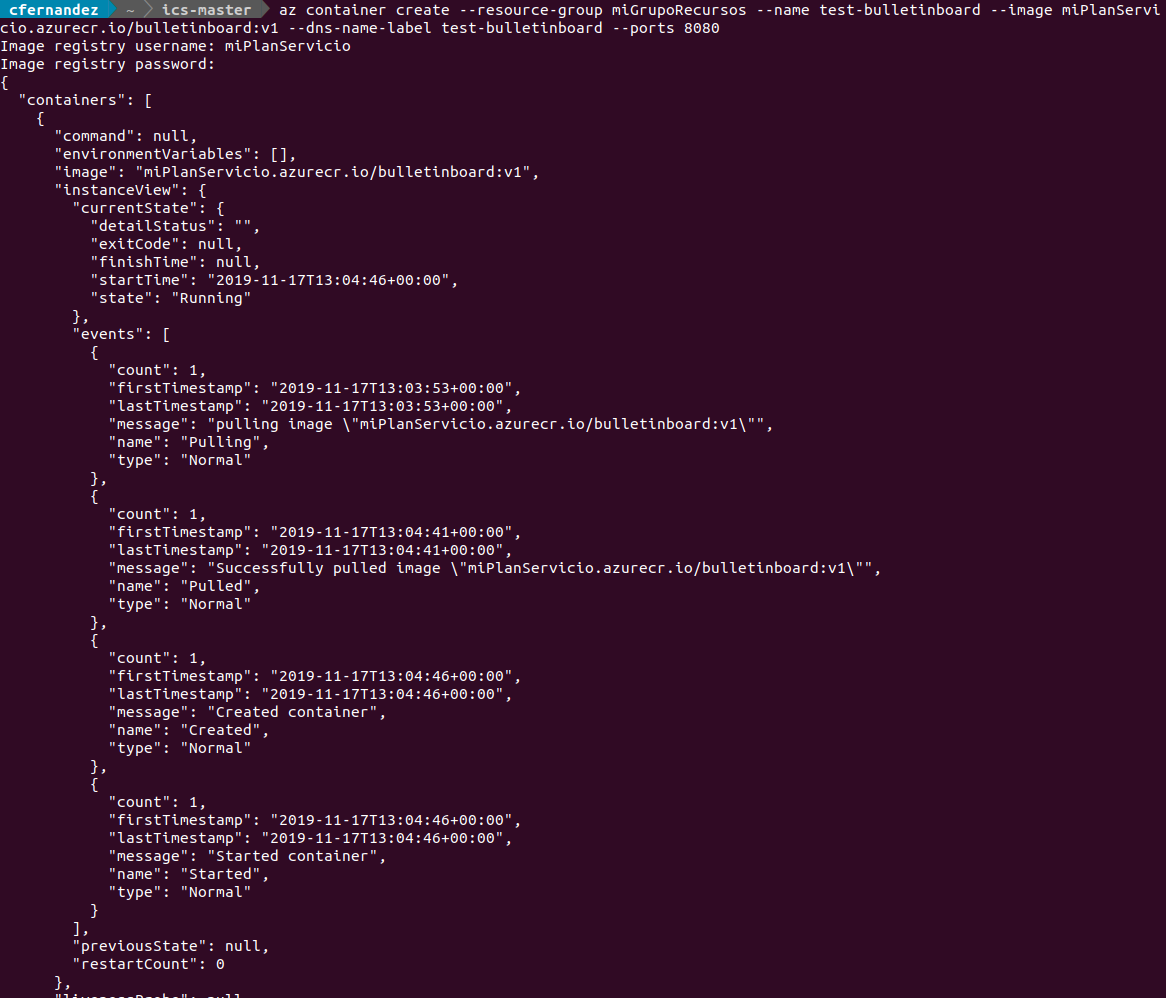 cfernandez ~ ics-master az container create --resource-group miGrupoRecursos --name test-bulletinboard --image miPlanServi
cio.azurecr.io/bulletinboard:v1 --dns-name-label test-bulletinboard --ports 8080
Image registry username: miPlanServicio
Image registry password:
{
  "containers": [
    {
      "command": null,
      "environmentVariables": [],
      "image": "miPlanServicio.azurecr.io/bulletinboard:v1",
      "instanceView": {
        "currentState": {
          "detailStatus": "",
          "exitCode": null,
          "finishTime": null,
          "startTime": "2019-11-17T13:04:46+00:00",
          "state": "Running"
        },
        "events": [
          {
            "count": 1,
            "firstTimestamp": "2019-11-17T13:03:53+00:00",
            "lastTimestamp": "2019-11-17T13:03:53+00:00",
            "message": "pulling image \"miPlanServicio.azurecr.io/bulletinboard:v1\"",
            "name": "Pulling",
            "type": "Normal"
          },
          {
            "count": 1,
            "firstTimestamp": "2019-11-17T13:04:41+00:00",
            "lastTimestamp": "2019-11-17T13:04:41+00:00",
            "message": "Successfully pulled image \"miPlanServicio.azurecr.io/bulletinboard:v1\"",
            "name": "Pulled",
            "type": "Normal"
          },
          {
            "count": 1,
            "firstTimestamp": "2019-11-17T13:04:46+00:00",
            "lastTimestamp": "2019-11-17T13:04:46+00:00",
            "message": "Created container",
            "name": "Created",
            "type": "Normal"
          },
          {
            "count": 1,
            "firstTimestamp": "2019-11-17T13:04:46+00:00",
            "lastTimestamp": "2019-11-17T13:04:46+00:00",
            "message": "Started container",
            "name": "Started",
            "type": "Normal"
          }
        ],
        "previousState": null,
        "restartCount": 0
      },
      "livenessProbe": null